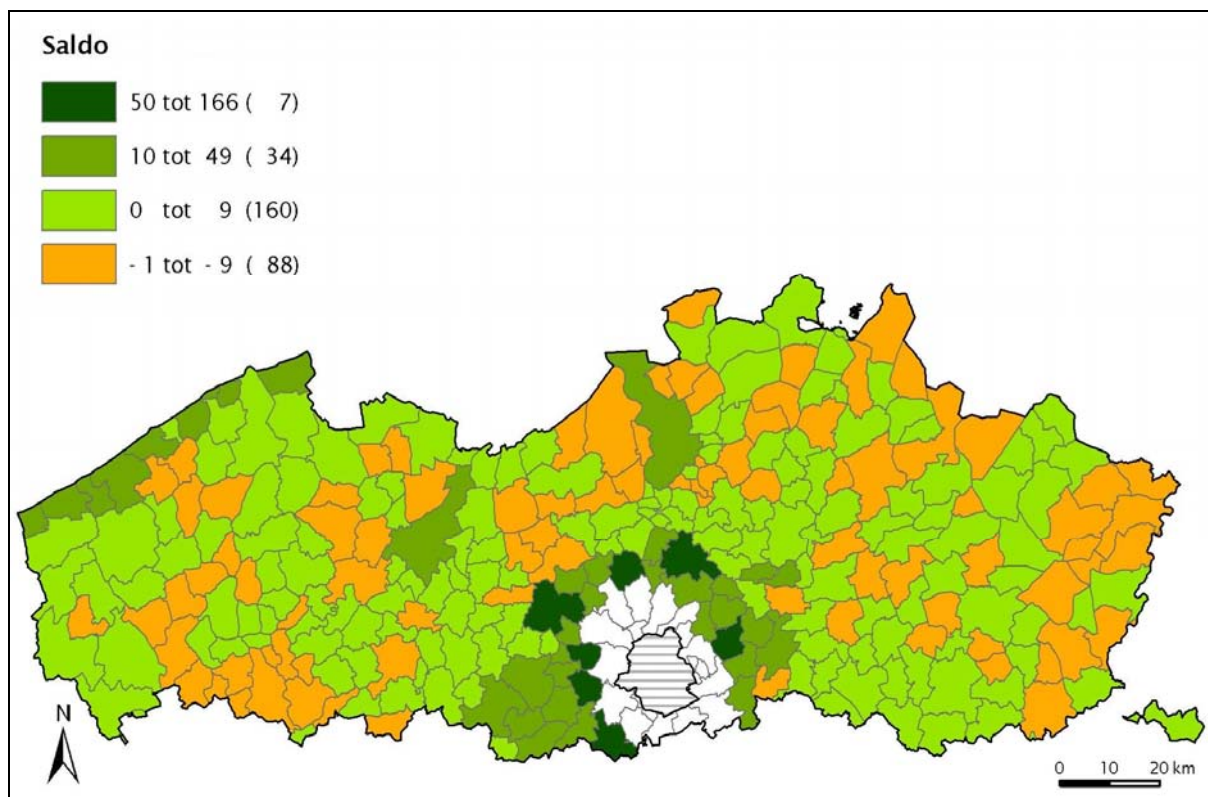 Saldo
50 tot 166 ( 7)
10 tot 49 ( 34)
0 tot 9 (160)
- 1 tot - 9 ( 88)
N
0 10 20 km